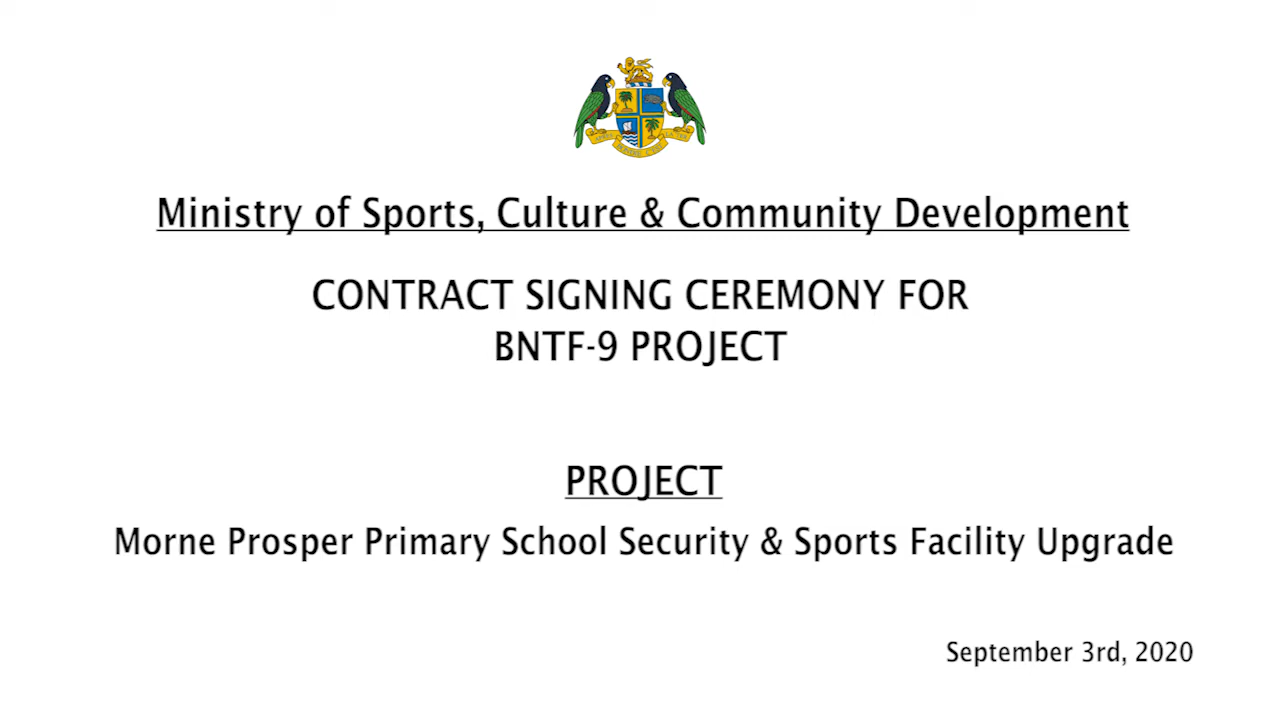 Ministry of Sports, Culture & Community Development
CONTRACT SIGNING CEREMONY FOR
BNTF-9 PROJECT
PROJECT
Morne Prosper Primary School Security & Sports Facility Upgrade
September 3rd, 2020